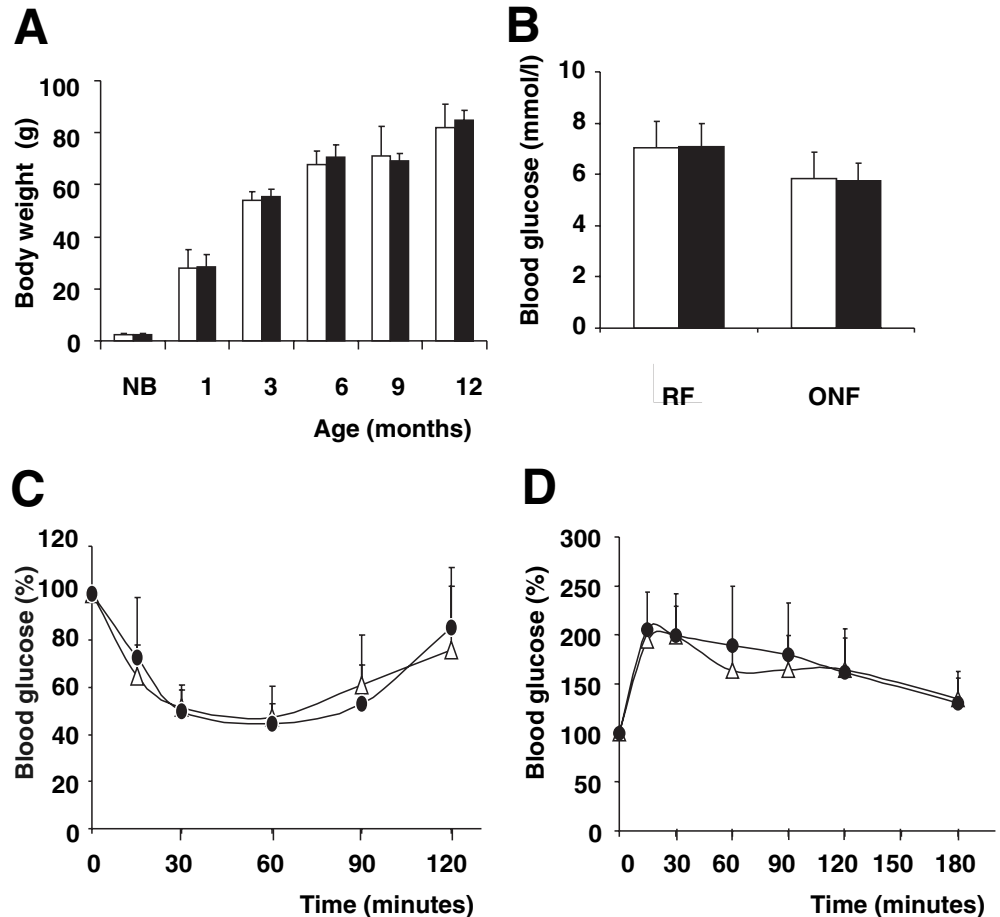 A
Body weight (g)
100
80
60
40
20
0
NB 1 3 6 9 12
Age (months)
B
Blood glucose (mmol/l)
10
8
6
4
2
0
RF ONF
C
Blood glucose (%)
120
100
80
60
40
20
0
0 30 60 90 120
Time (minutes)
D
Blood glucose (%)
300
250
200
150
100
50
0
0 30 60 90 120 150 180
Time (minutes)